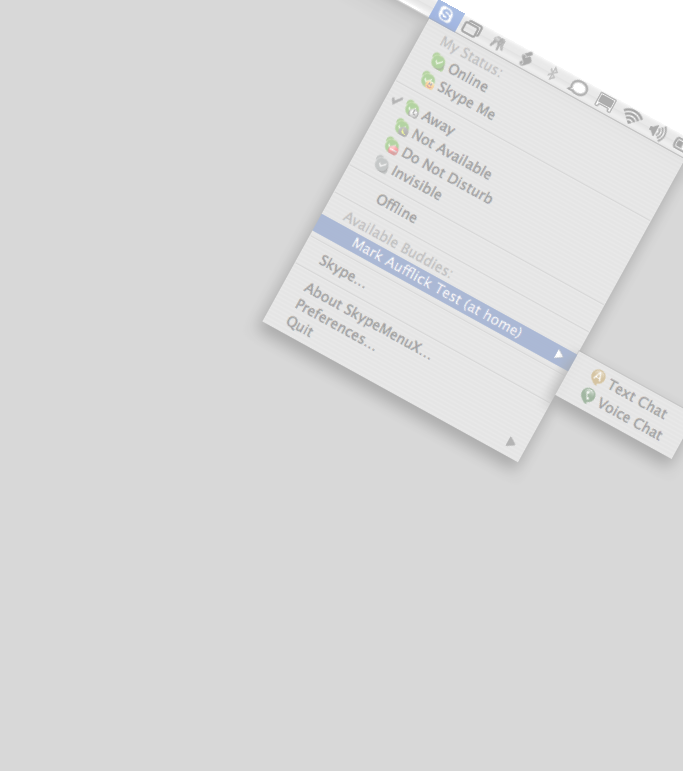 My Status:
Online
Skype Me
Away
Not Available
Do Not Disturb
Invisible
Offline
Available Buddies:
Mark Aufflick Test (at home)
Text Chat
Voice Chat
Skype...
About SkypeMenuX...
Preferences...
Quit